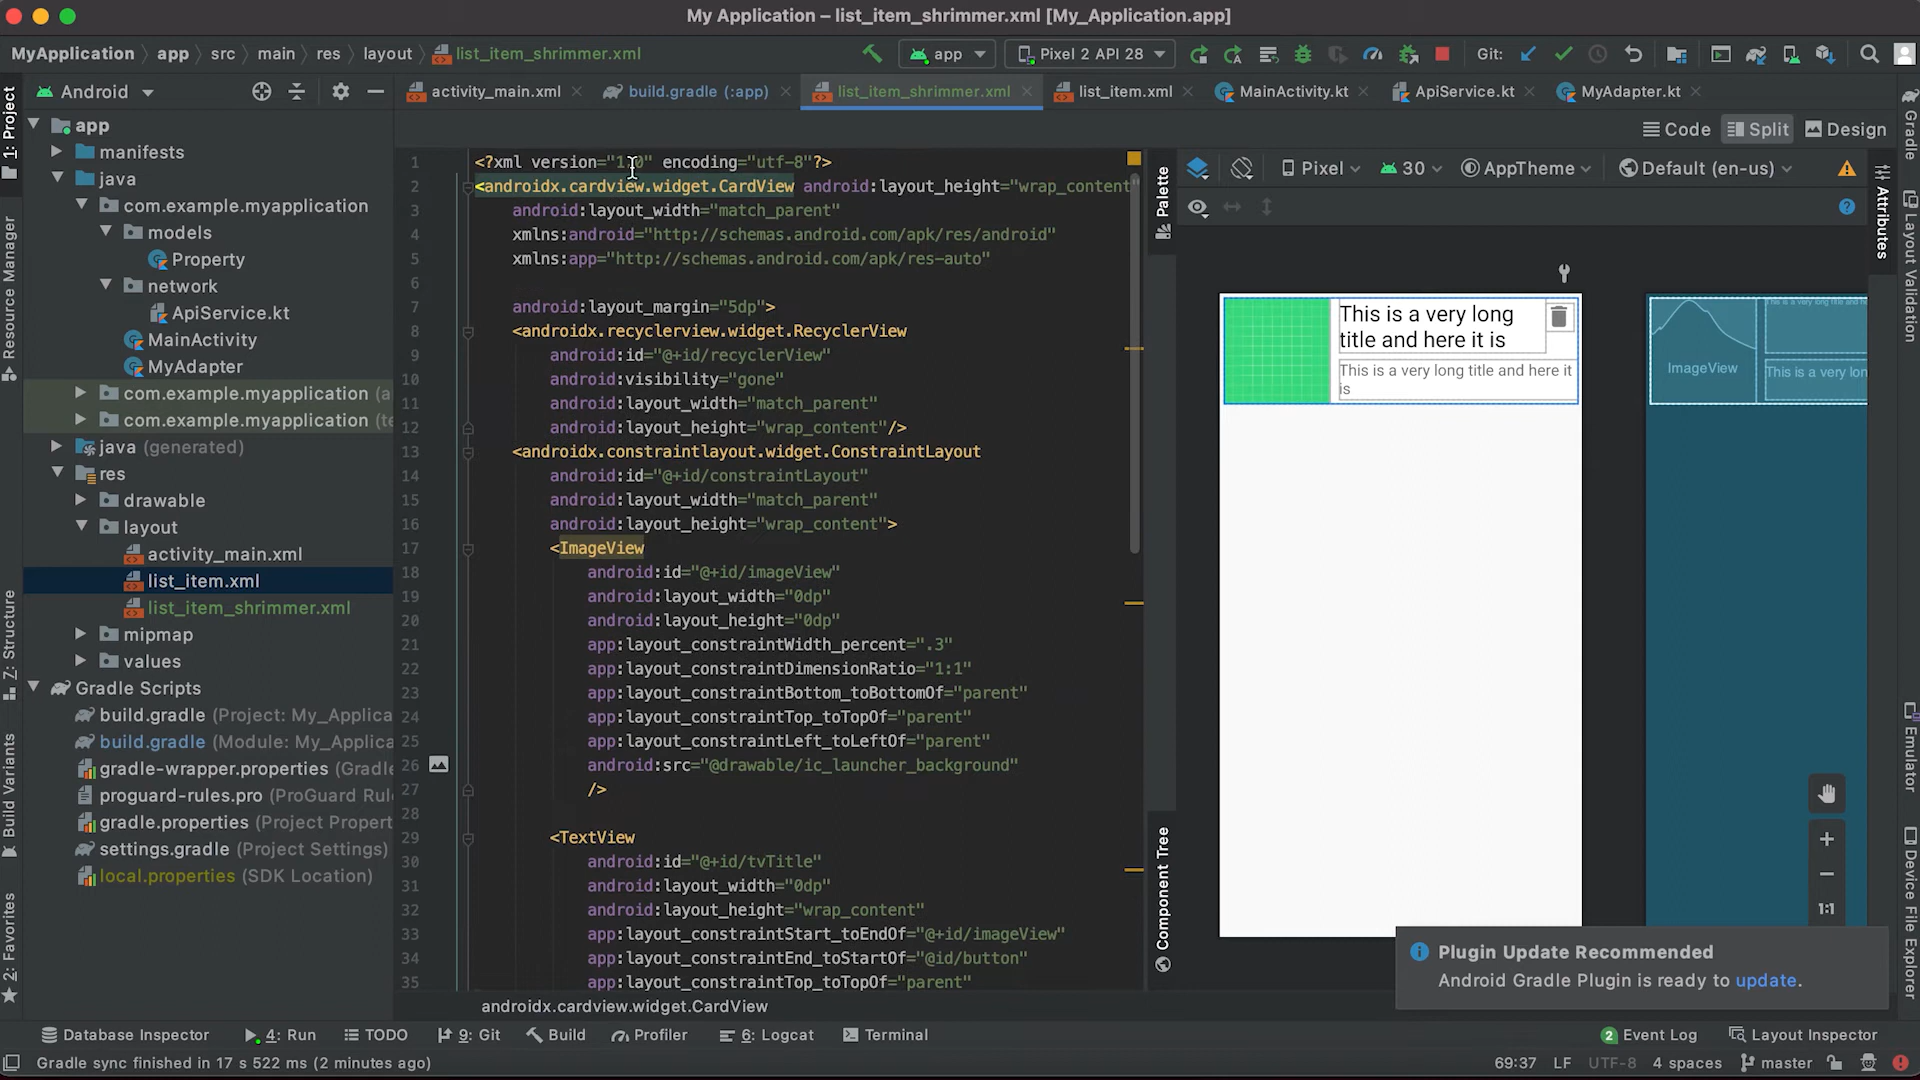 My Application – list_item_shrimmer.xml [My_Application.app]
MyApplication app src main res layout list_item_shrimmer.xml
app Pixel 2 API 28 Git:
Android
activity_main.xml build.gradle (:app) list_item_shrimmer.xml list_item.xml MainActivity.kt ApiService.kt MyAdapter.kt
Code Split Design
1: Project
Resource Manager
Z: Structure
Build Variants
2: Favorites
app
manifests
java
com.example.myapplication
models
Property
network
ApiService.kt
MainActivity
MyAdapter
com.example.myapplication (a
com.example.myapplication (te
java (generated)
res
drawable
layout
activity_main.xml
list_item.xml
list_item_shrimmer.xml
mipmap
values
Gradle Scripts
build.gradle (Project: My_Applica
build.gradle (Module: My_Applica
gradle-wrapper.properties (Gradle
proguard-rules.pro (ProGuard Rul
gradle.properties (Project Propert
settings.gradle (Project Settings)
local.properties (SDK Location)
1 <?xml version="1.0" encoding="utf-8"?>
2 <androidx.cardview.widget.CardView android:layout_height="wrap_content"
3 android:layout_width="match_parent"
4 xmlns:android="http://schemas.android.com/apk/res/android"
5 xmlns:app="http://schemas.android.com/apk/res-auto"
6
7 android:layout_margin="5dp">
8 <androidx.recyclerview.widget.RecyclerView
9 android:id="@+id/recyclerView"
10 android:visibility="gone"
11 android:layout_width="match_parent"
12 android:layout_height="wrap_content"/>
13 <androidx.constraintlayout.widget.ConstraintLayout
14 android:id="@+id/constraintLayout"
15 android:layout_width="match_parent"
16 android:layout_height="wrap_content">
17 <ImageView
18 android:id="@+id/imageView"
19 android:layout_width="0dp"
20 android:layout_height="0dp"
21 app:layout_constraintWidth_percent=".3"
22 app:layout_constraintDimensionRatio="1:1"
23 app:layout_constraintBottom_toBottomOf="parent"
24 app:layout_constraintTop_toTopOf="parent"
25 app:layout_constraintLeft_toLeftOf="parent"
26 android:src="@drawable/ic_launcher_background"
27 />
28
29 <TextView
30 android:id="@+id/tvTitle"
31 android:layout_width="0dp"
32 android:layout_height="wrap_content"
33 app:layout_constraintStart_toEndOf="@+id/imageView"
34 app:layout_constraintEnd_toStartOf="@id/button"
35 app:layout_constraintTop_toTopOf="parent"
androidx.cardview.widget.CardView
Palette
Component Tree
Pixel 30 AppTheme Default (en-us)
This is a very long
title and here it is
This is a very long title and here it
is
ImageView
This is a very lon
1:1
Attributes
Gradle
Layout Validation
Emulator
Device File Explorer
Plugin Update Recommended
Android Gradle Plugin is ready to update.
Database Inspector 4: Run TODO 9: Git Build Profiler 6: Logcat Terminal 2 Event Log Layout Inspector
Gradle sync finished in 17 s 522 ms (2 minutes ago) 69:37 LF UTF-8 4 spaces master